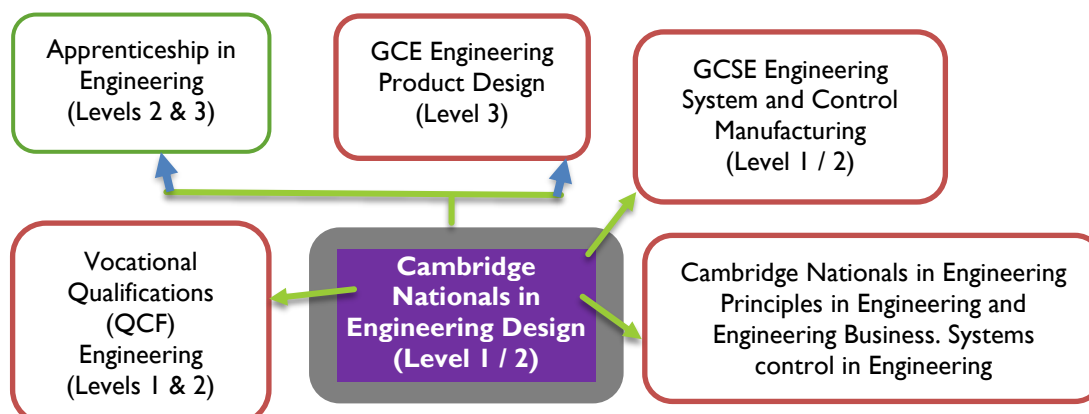 Apprenticeship in
Engineering
(Levels 2 & 3)
GCE Engineering
Product Design
(Level 3)
GCSE Engineering
System and Control
Manufacturing
(Level 1 / 2)
Vocational
Qualifications
(QCF)
Engineering
(Levels 1 & 2)
Cambridge
Nationals in
Engineering Design
(Level 1 / 2)
Cambridge Nationals in Engineering
Principles in Engineering and
Engineering Business. Systems
control in Engineering